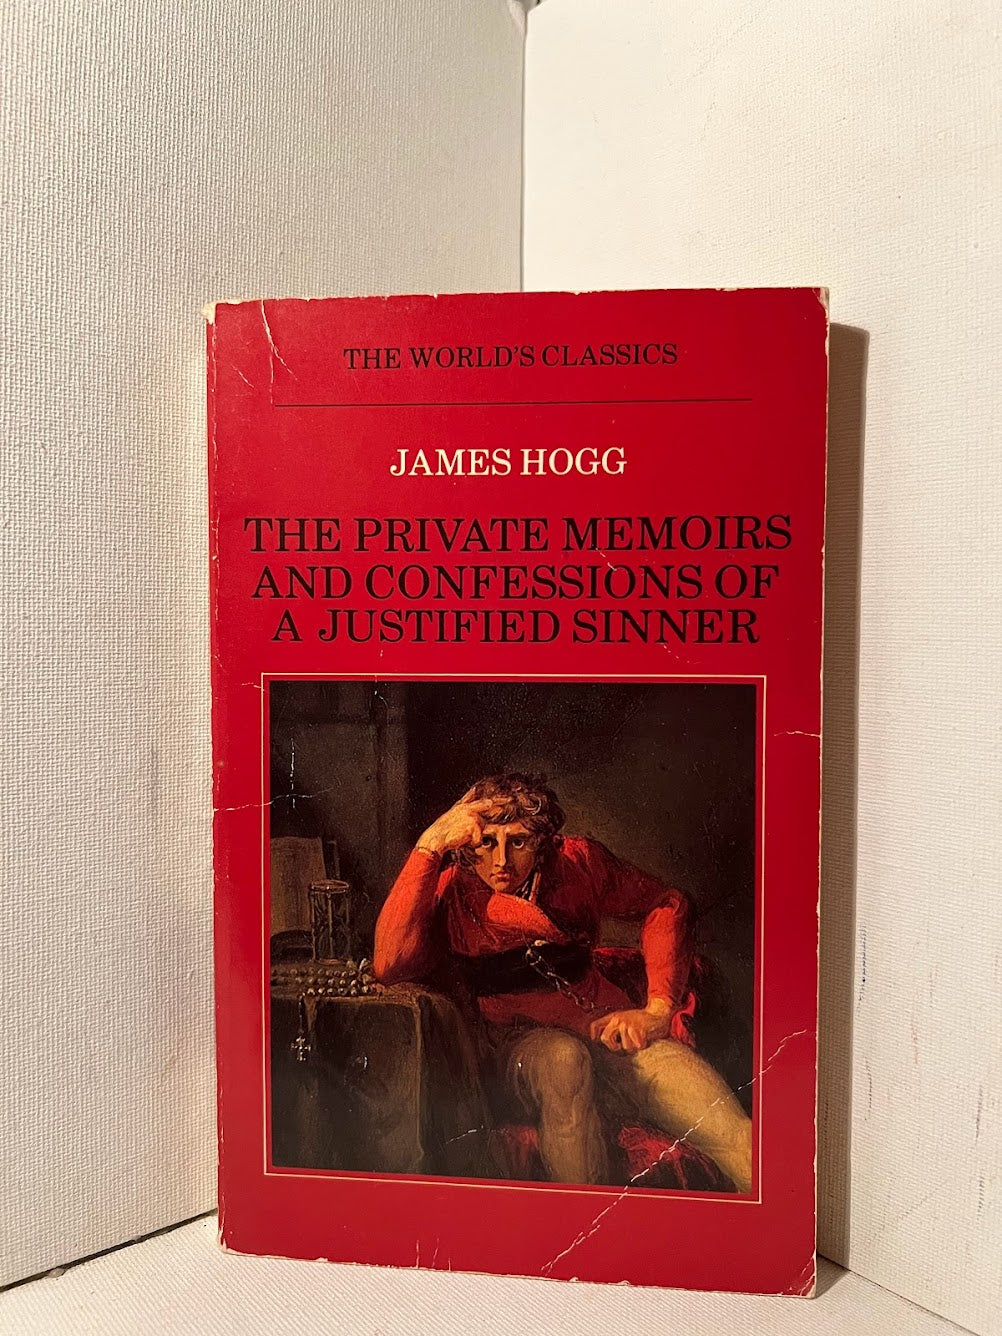 THE WORLD'S CLASSICS
JAMES HOGG
THE PRIVATE MEMOIRS
AND CONFESSIONS OF
A JUSTIFIED SINNER